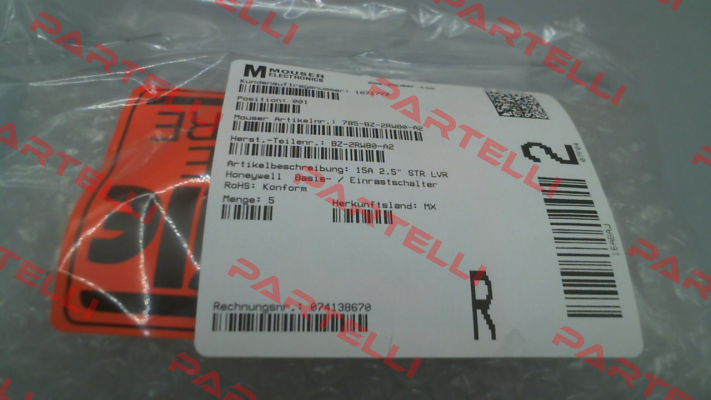 MOUSER
ELECTRONICS
Kundenauftragsnummer:
Position: 001
Mouser Artikelnr.: 785-BZ-2RW80-A2
Herst.-Teilenr.: BZ-2RW80-A2
Artikelbeschreibung: 15A 2.5" STR LVR
Honeywell Basis- / Einrastschalter
RoHS: Konform
Menge: 5
Herkunftsland: MX
Rechnungsnr.: 074138670
R
2
PARTELLI
PARTELLI
PARTELLI
PARTELLI
PARTELLI
PARTELLI